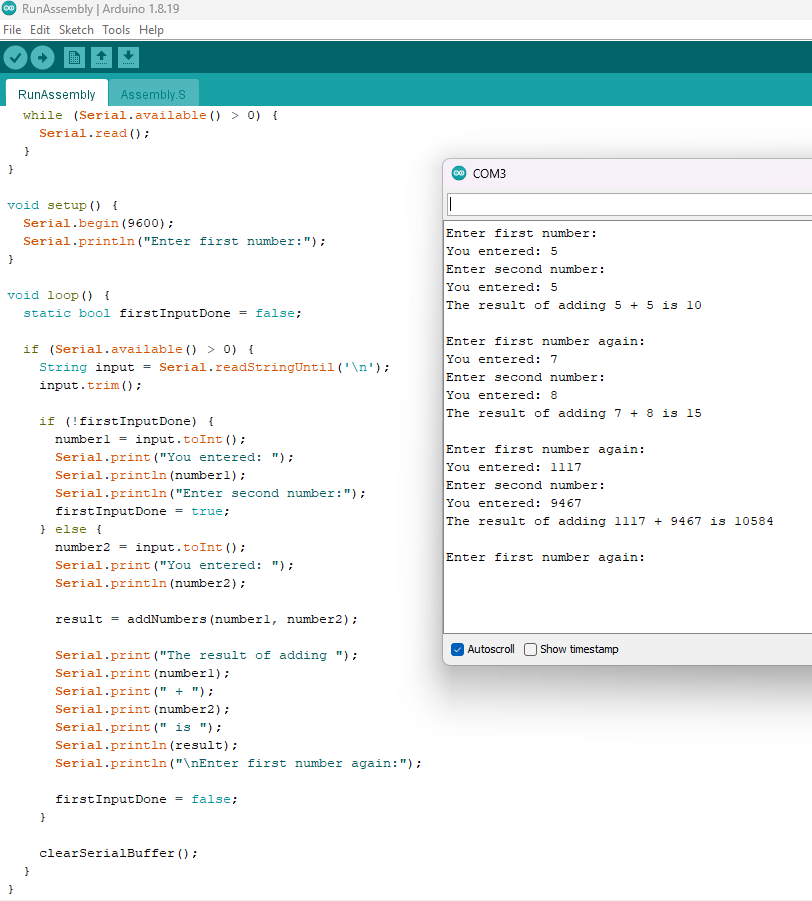 RunAssembly | Arduino 1.8.19
File Edit Sketch Tools Help
RunAssembly Assembly.S
  while (Serial.available() > 0) {
    Serial.read();
  }
}

void setup() {
  Serial.begin(9600);
  Serial.println("Enter first number:");
}

void loop() {
  static bool firstInputDone = false;

  if (Serial.available() > 0) {
    String input = Serial.readStringUntil('\n');
    input.trim();

    if (!firstInputDone) {
      number1 = input.toInt();
      Serial.print("You entered: ");
      Serial.println(number1);
      Serial.println("Enter second number:");
      firstInputDone = true;
    } else {
      number2 = input.toInt();
      Serial.print("You entered: ");
      Serial.println(number2);

      result = addNumbers(number1, number2);

      Serial.print("The result of adding ");
      Serial.print(number1);
      Serial.print(" + ");
      Serial.print(number2);
      Serial.print(" is ");
      Serial.println(result);
      Serial.println("\nEnter first number again:");

      firstInputDone = false;
    }

    clearSerialBuffer();
  }
}
COM3
Enter first number:
You entered: 5
Enter second number:
You entered: 5
The result of adding 5 + 5 is 10

Enter first number again:
You entered: 7
Enter second number:
You entered: 8
The result of adding 7 + 8 is 15

Enter first number again:
You entered: 1117
Enter second number:
You entered: 9467
The result of adding 1117 + 9467 is 10584

Enter first number again:
Autoscroll Show timestamp